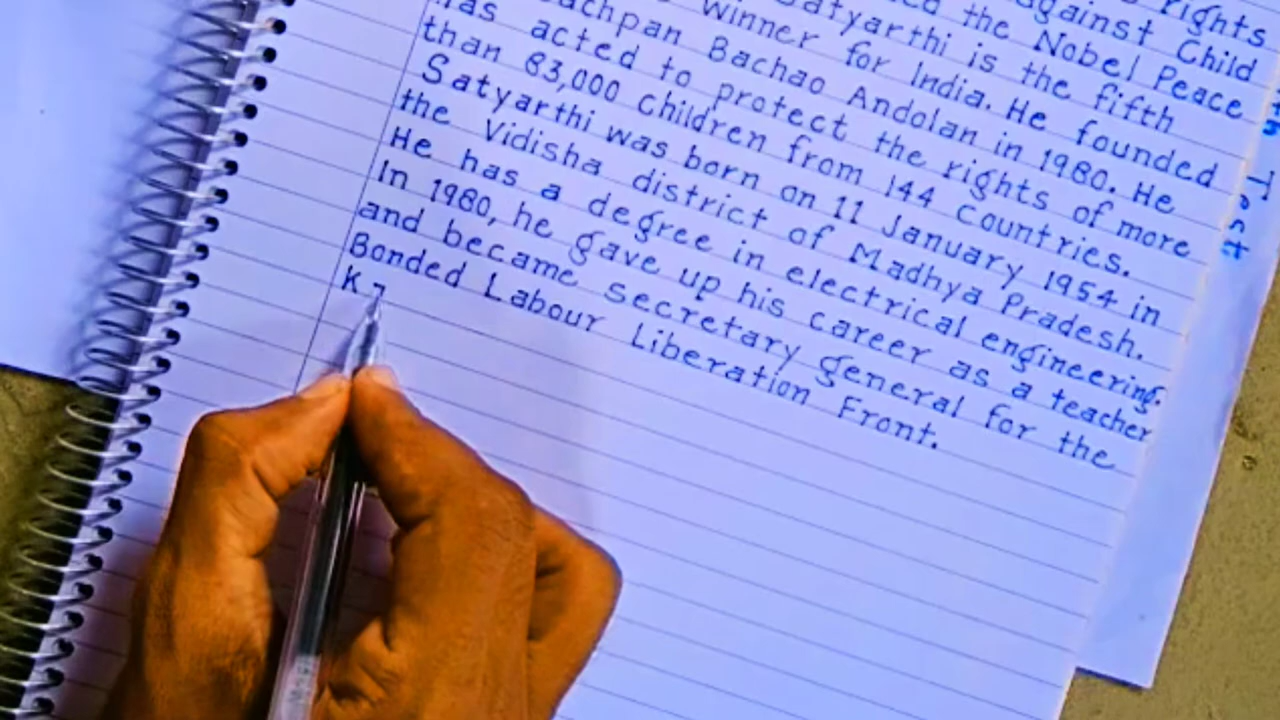 rights
against Child
the Nobel Peace
Satyarthi is the fifth
winner for India. He founded
Bachpan Bachao Andolan in 1980. He
has acted to protect the rights of more
than 83,000 children from 144 countries.
Satyarthi was born on 11 January 1954 in
the Vidisha district of Madhya Pradesh.
He has a degree in electrical engineering.
In 1980, he gave up his career as a teacher
and became secretary general for the
Bonded Labour Liberation Front.
K
Test